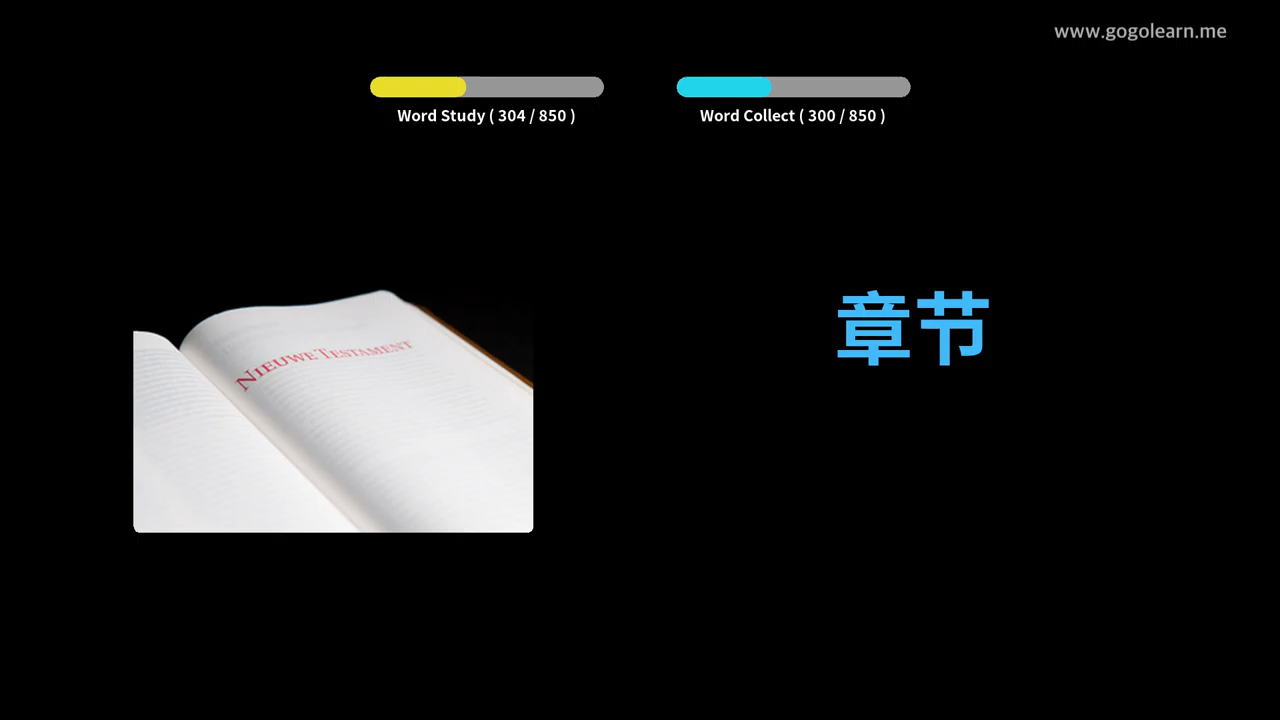 www.gogolearn.me
Word Study ( 304 / 850 )
Word Collect ( 300 / 850 )
NIEUWE TESTAMENT
章节